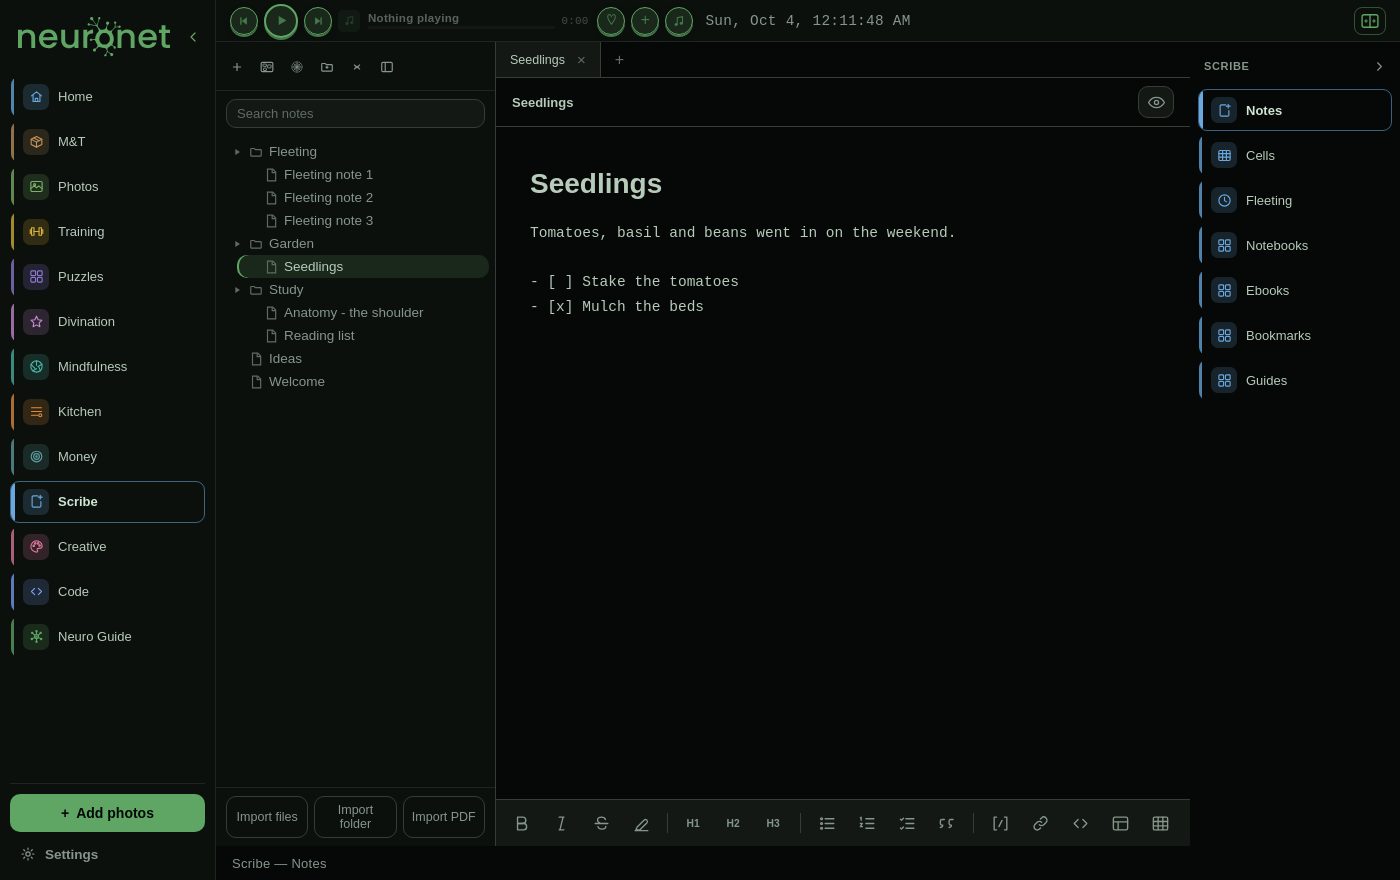 neuronet
Home
M&T
Photos
Training
Puzzles
Divination
Mindfulness
Kitchen
Money
Scribe
Creative
Code
Neuro Guide
+ Add photos
Settings
Nothing playing
0:00
Sun, Oct 4, 12:11:48 AM
Search notes
Fleeting
Fleeting note 1
Fleeting note 2
Fleeting note 3
Garden
Seedlings
Study
Anatomy - the shoulder
Reading list
Ideas
Welcome
Import files
Import
folder
Import PDF
Seedlings × +
Seedlings
Seedlings
Tomatoes, basil and beans went in on the weekend.
- [ ] Stake the tomatoes
- [x] Mulch the beds
H1 H2 H3
Scribe — Notes
SCRIBE
Notes
Cells
Fleeting
Notebooks
Ebooks
Bookmarks
Guides